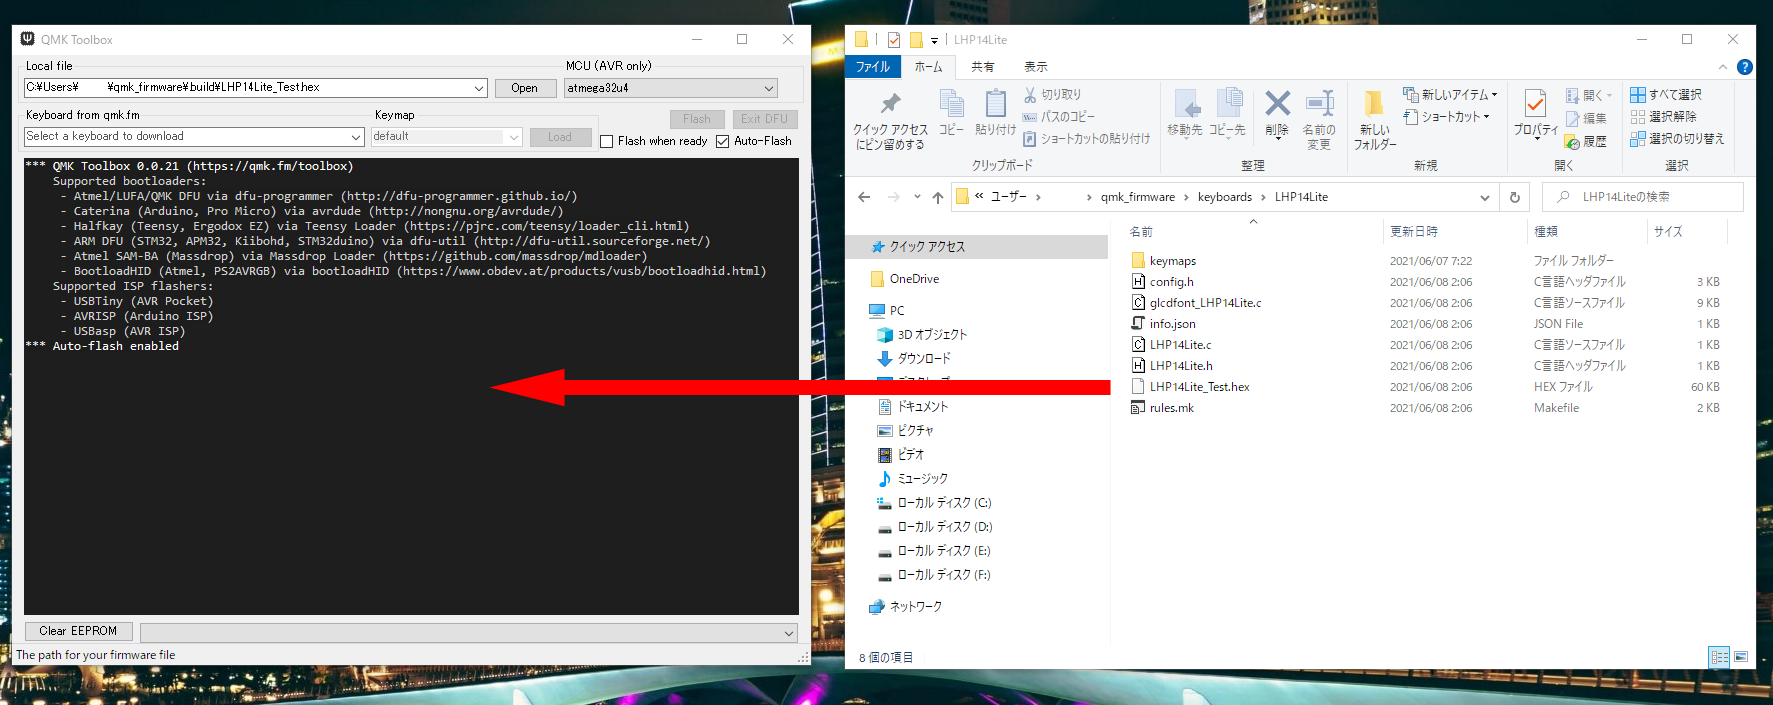 QMK Toolbox
Local file
MCU (AVR only)
C:¥Users¥ ¥qmk_firmware¥build¥LHP14Lite_Test.hex
Open
atmega32u4
Keyboard from qmk.fm
Keymap
Flash
Exit DFU
Select a keyboard to download
default
Load
Flash when ready
Auto-Flash
*** QMK Toolbox 0.0.21 (https://qmk.fm/toolbox)
Supported bootloaders:
- Atmel/LUFA/QMK DFU via dfu-programmer (http://dfu-programmer.github.io/)
- Caterina (Arduino, Pro Micro) via avrdude (http://nongnu.org/avrdude/)
- Halfkay (Teensy, Ergodox EZ) via Teensy Loader (https://pjrc.com/teensy/loader_cli.html)
- ARM DFU (STM32, APM32, Kiibohd, STM32duino) via dfu-util (http://dfu-util.sourceforge.net/)
- Atmel SAM-BA (Massdrop) via Massdrop Loader (https://github.com/massdrop/mdloader)
- BootloadHID (Atmel, PS2AVRGB) via bootloadHID (https://www.obdev.at/products/vusb/bootloadhid.html)
Supported ISP flashers:
- USBTiny (AVR Pocket)
- AVRISP (Arduino ISP)
- USBasp (AVR ISP)
*** Auto-flash enabled
Clear EEPROM
The path for your firmware file
LHP14Lite
ファイル
ホーム
共有
表示
クイック アクセス
にピン留めする
コピー
貼り付け
切り取り
パスのコピー
ショートカットの貼り付け
クリップボード
移動先
コピー先
削除
名前の
変更
整理
新しい
フォルダー
新しいアイテム
ショートカット
新規
プロパティ
開く
編集
履歴
開く
すべて選択
選択解除
選択の切り替え
選択
« ユーザー › › qmk_firmware › keyboards › LHP14Lite
LHP14Liteの検索
クイック アクセス
OneDrive
PC
3D オブジェクト
ダウンロード
ドキュメント
ピクチャ
ビデオ
ミュージック
ローカル ディスク (C:)
ローカル ディスク (D:)
ローカル ディスク (E:)
ローカル ディスク (F:)
ネットワーク
名前 更新日時 種類 サイズ
keymaps 2021/06/07 7:22 ファイル フォルダー
config.h 2021/06/08 2:06 C言語ヘッダファイル 3 KB
glcdfont_LHP14Lite.c 2021/06/08 2:06 C言語ソースファイル 9 KB
info.json 2021/06/08 2:06 JSON File 1 KB
LHP14Lite.c 2021/06/08 2:06 C言語ソースファイル 1 KB
LHP14Lite.h 2021/06/08 2:06 C言語ヘッダファイル 1 KB
LHP14Lite_Test.hex 2021/06/08 2:06 HEX ファイル 60 KB
rules.mk 2021/06/08 2:06 Makefile 2 KB
8 個の項目